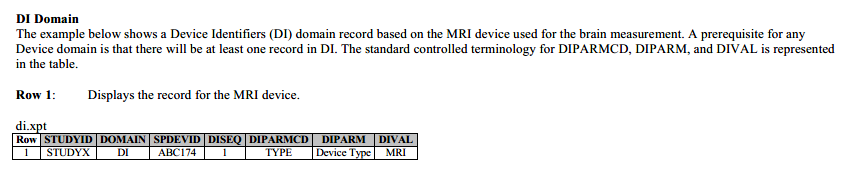 DI Domain
The example below shows a Device Identifiers (DI) domain record based on the MRI device used for the brain measurement. A prerequisite for any
Device domain is that there will be at least one record in DI. The standard controlled terminology for DIPARMCD, DIPARM, and DIVAL is represented
in the table.
Row 1: Displays the record for the MRI device.
di.xpt
Row STUDYID DOMAIN SPDEVID DISEQ DIPARMCD DIPARM DIVAL
1 STUDYX DI ABC174 1 TYPE Device Type MRI